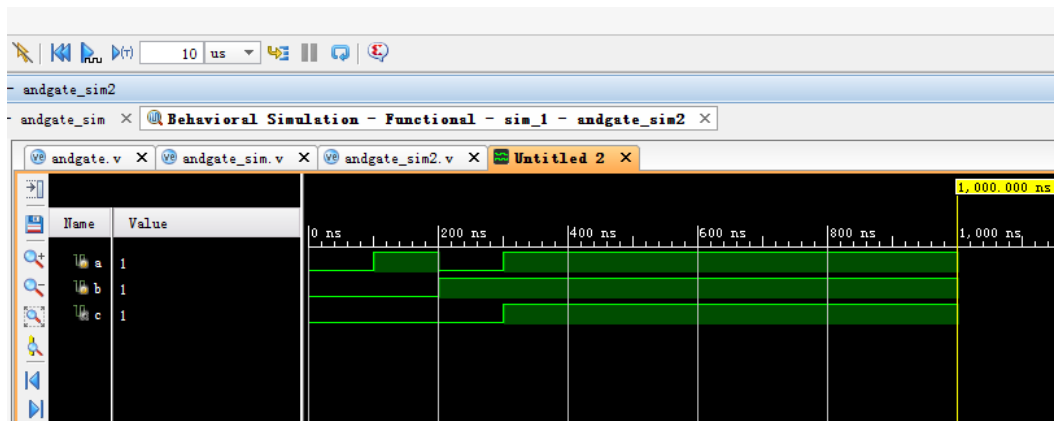 10 us
- andgate_sim2
- andgate_sim × Behavioral Simulation - Functional - sim_1 - andgate_sim2 ×
andgate.v × andgate_sim.v × andgate_sim2.v × Untitled 2 ×
1,000.000 ns
Name Value
0 ns 200 ns 400 ns 600 ns 800 ns 1,000 ns
a 1
b 1
c 1